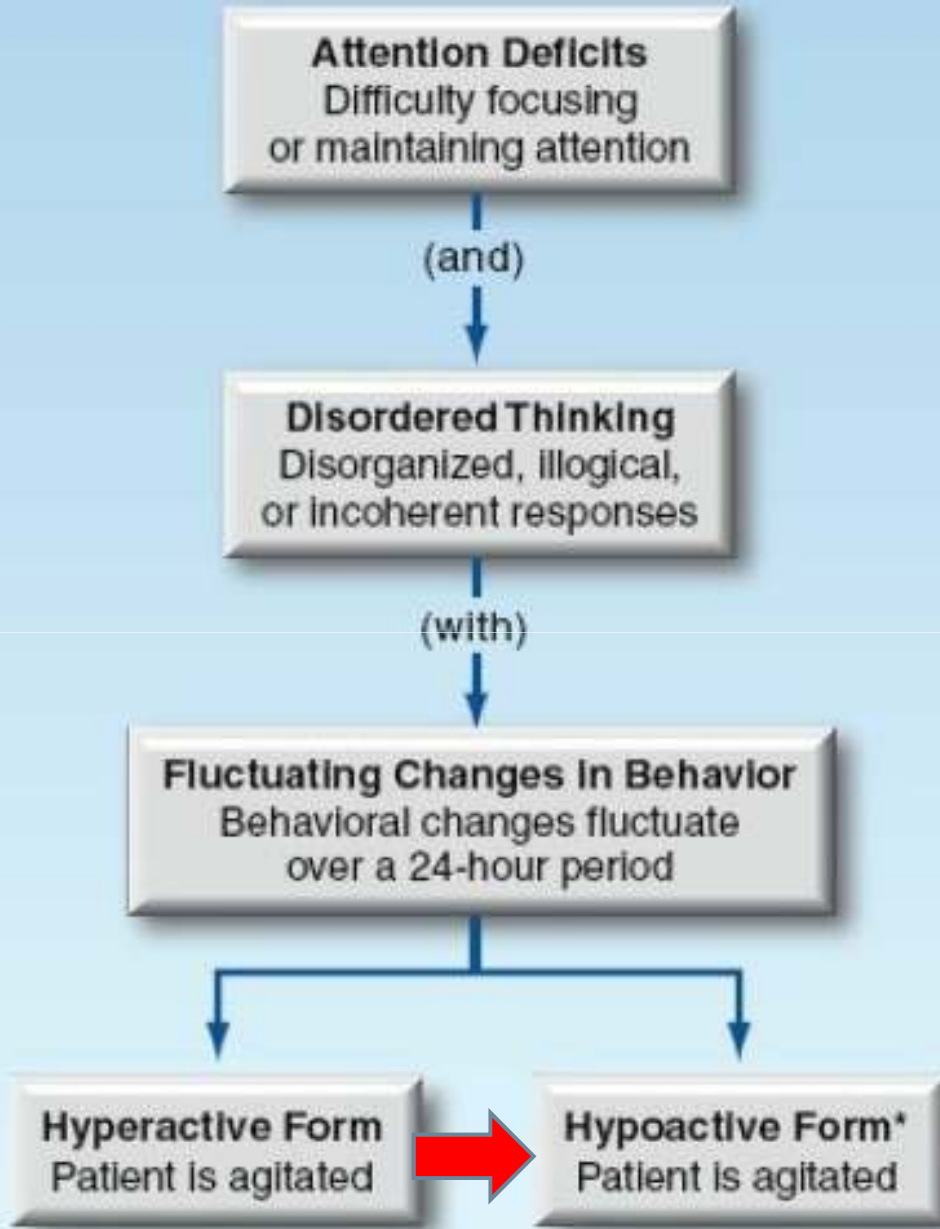 Attention Deficits
Difficulty focusing
or maintaining attention
(and)
Disordered Thinking
Disorganized, illogical,
or incoherent responses
(with)
Fluctuating Changes in Behavior
Behavioral changes fluctuate
over a 24-hour period
Hyperactive Form
Patient is agitated
Hypoactive Form*
Patient is agitated